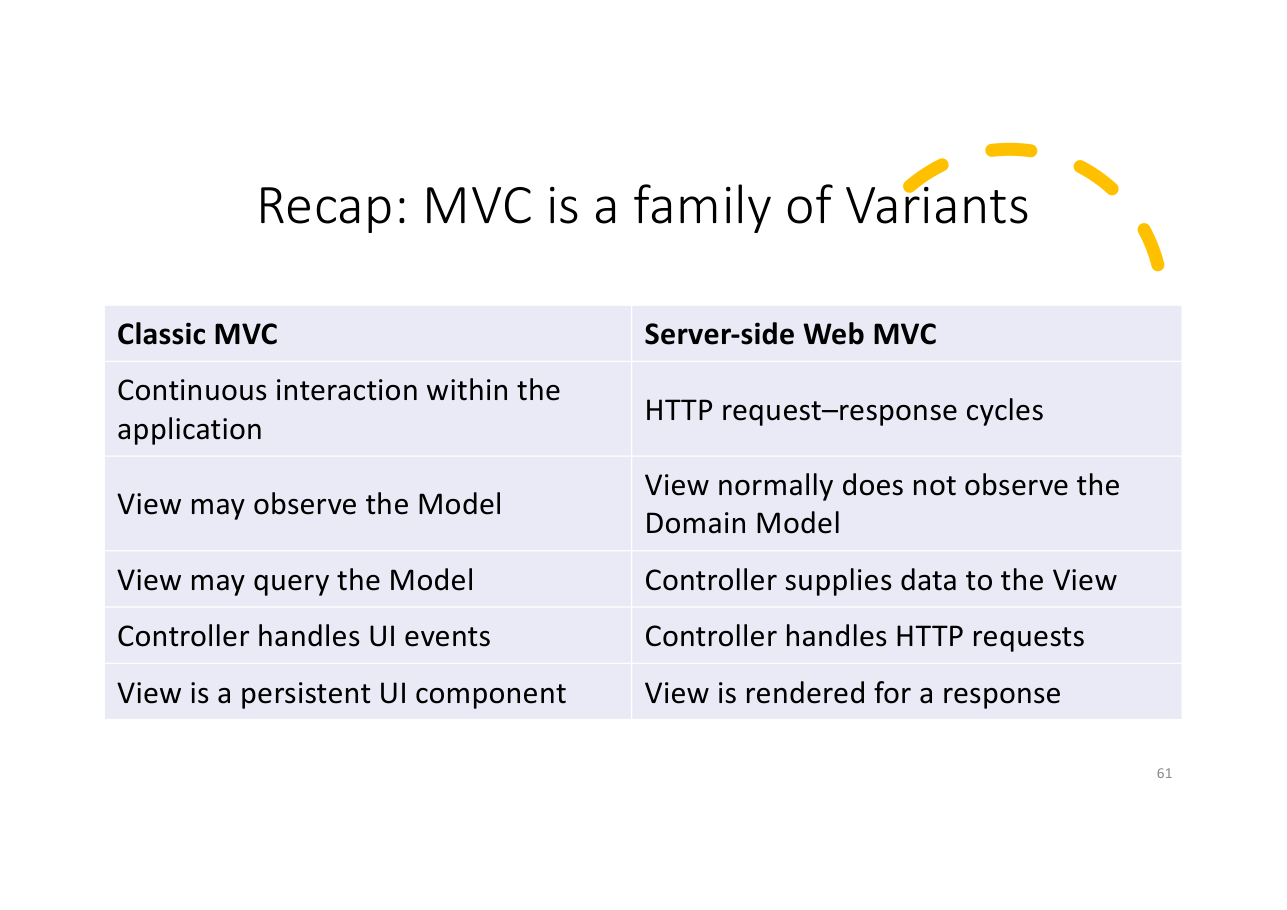 Recap: MVC is a family of Variants
Classic MVC
Server-side Web MVC
Continuous interaction within the
application
HTTP request–response cycles
View may observe the Model
View normally does not observe the
Domain Model
View may query the Model
Controller supplies data to the View
Controller handles UI events
Controller handles HTTP requests
View is a persistent UI component
View is rendered for a response
61